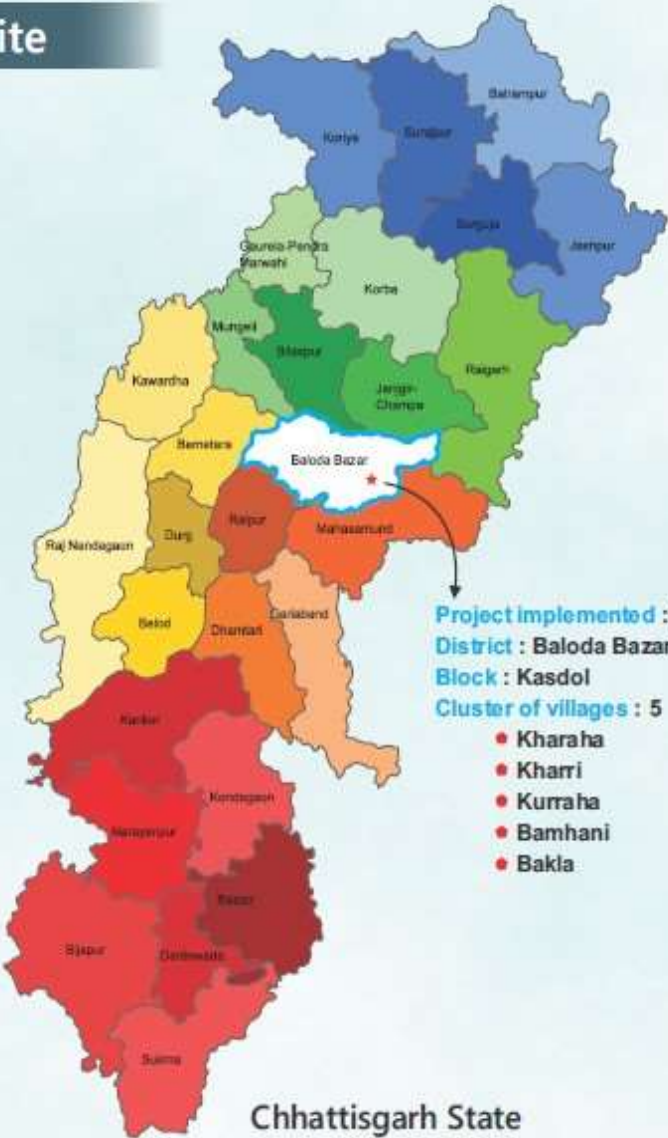 ite
Balrampur
Koriya
Surajpur
Surguja
Jashpur
Gaurela-Pendra
Marwahi
Korba
Mungeli
Bilaspur
Raigarh
Kawardha
Janjgir-
Champa
Bemetara
Baloda Bazar
Raj Nandagaon
Durg
Raipur
Mahasamund
Balod
Dhamtari
Gariaband
Project implemented :
District : Baloda Bazar
Block : Kasdol
Cluster of villages : 5
Kharaha
Kharri
Kurraha
Bamhani
Bakla
Kanker
Kondagaon
Narayanpur
Bastar
Bijapur
Dantewada
Sukma
Chhattisgarh State